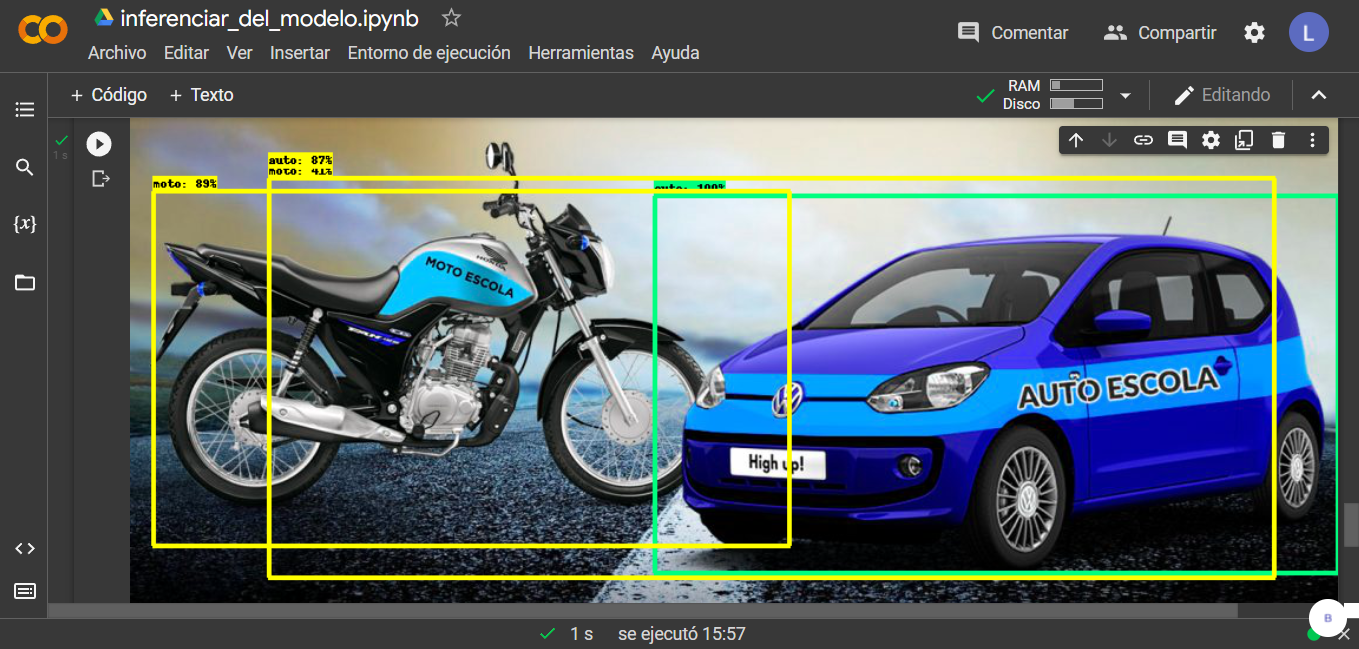 inferenciar_del_modelo.ipynb
Comentar
Compartir
L
Archivo Editar Ver Insertar Entorno de ejecución Herramientas Ayuda
+ Código + Texto
RAM
Disco
Editando
{x}
1 s
auto: 87%
moto: 41%
moto: 89%
auto: 100%
HONDA
MOTO ESCOLA
AUTO ESCOLA
High up!
1 s se ejecutó 15:57
B